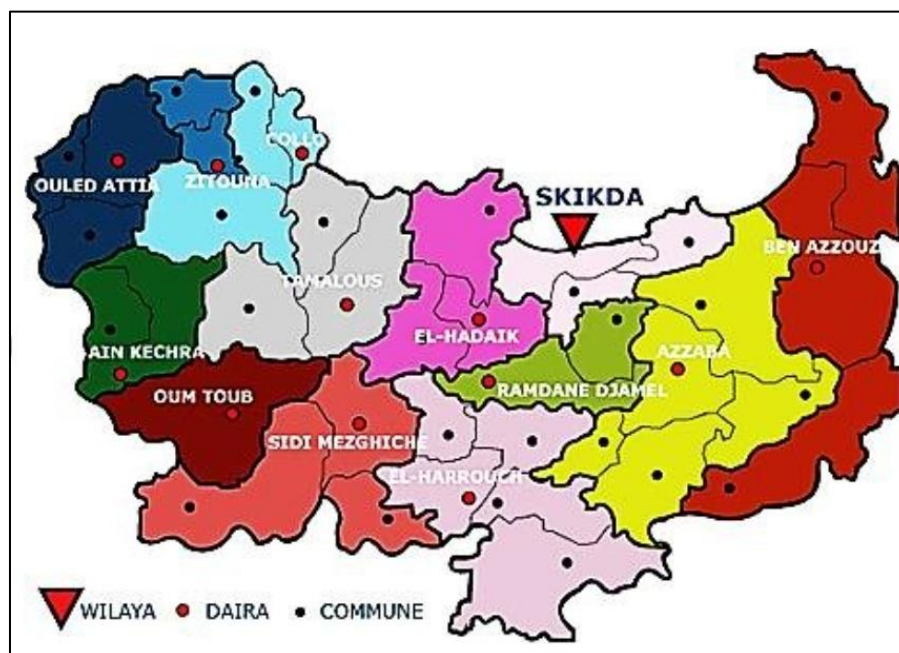 COLLO
OULED ATTIA
ZITOUNA
SKIKDA
BEN AZZOUZ
TAMALOUS
EL-HADAIK
AIN KECHRA
AZZABA
RAMDANE DJAMEL
OUM TOUB
SIDI MEZGHICHE
EL-HARROUCH
WILAYA
DAIRA
COMMUNE